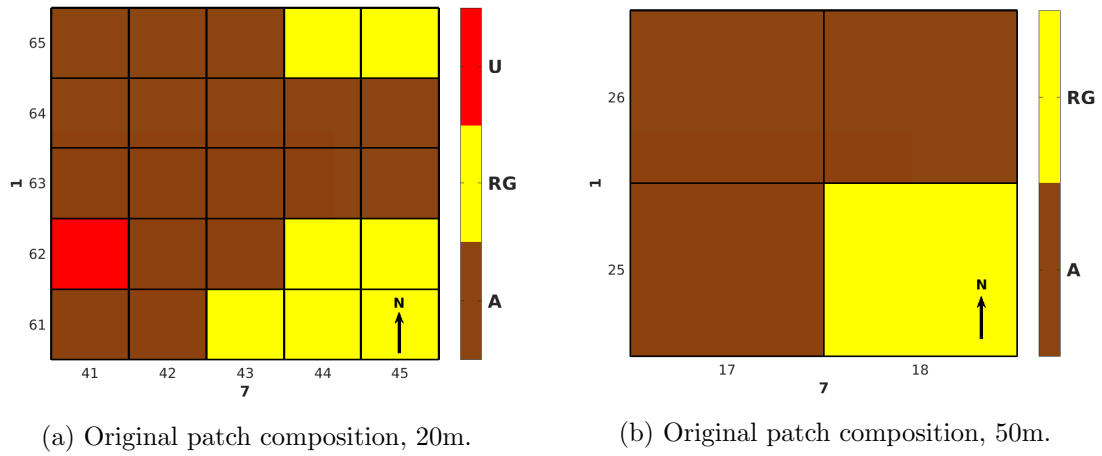 65
64
63
62
61
1
41 42 43 44 45
7
N
U
RG
A
26
25
1
17 18
7
N
RG
A
(a) Original patch composition, 20m.
(b) Original patch composition, 50m.